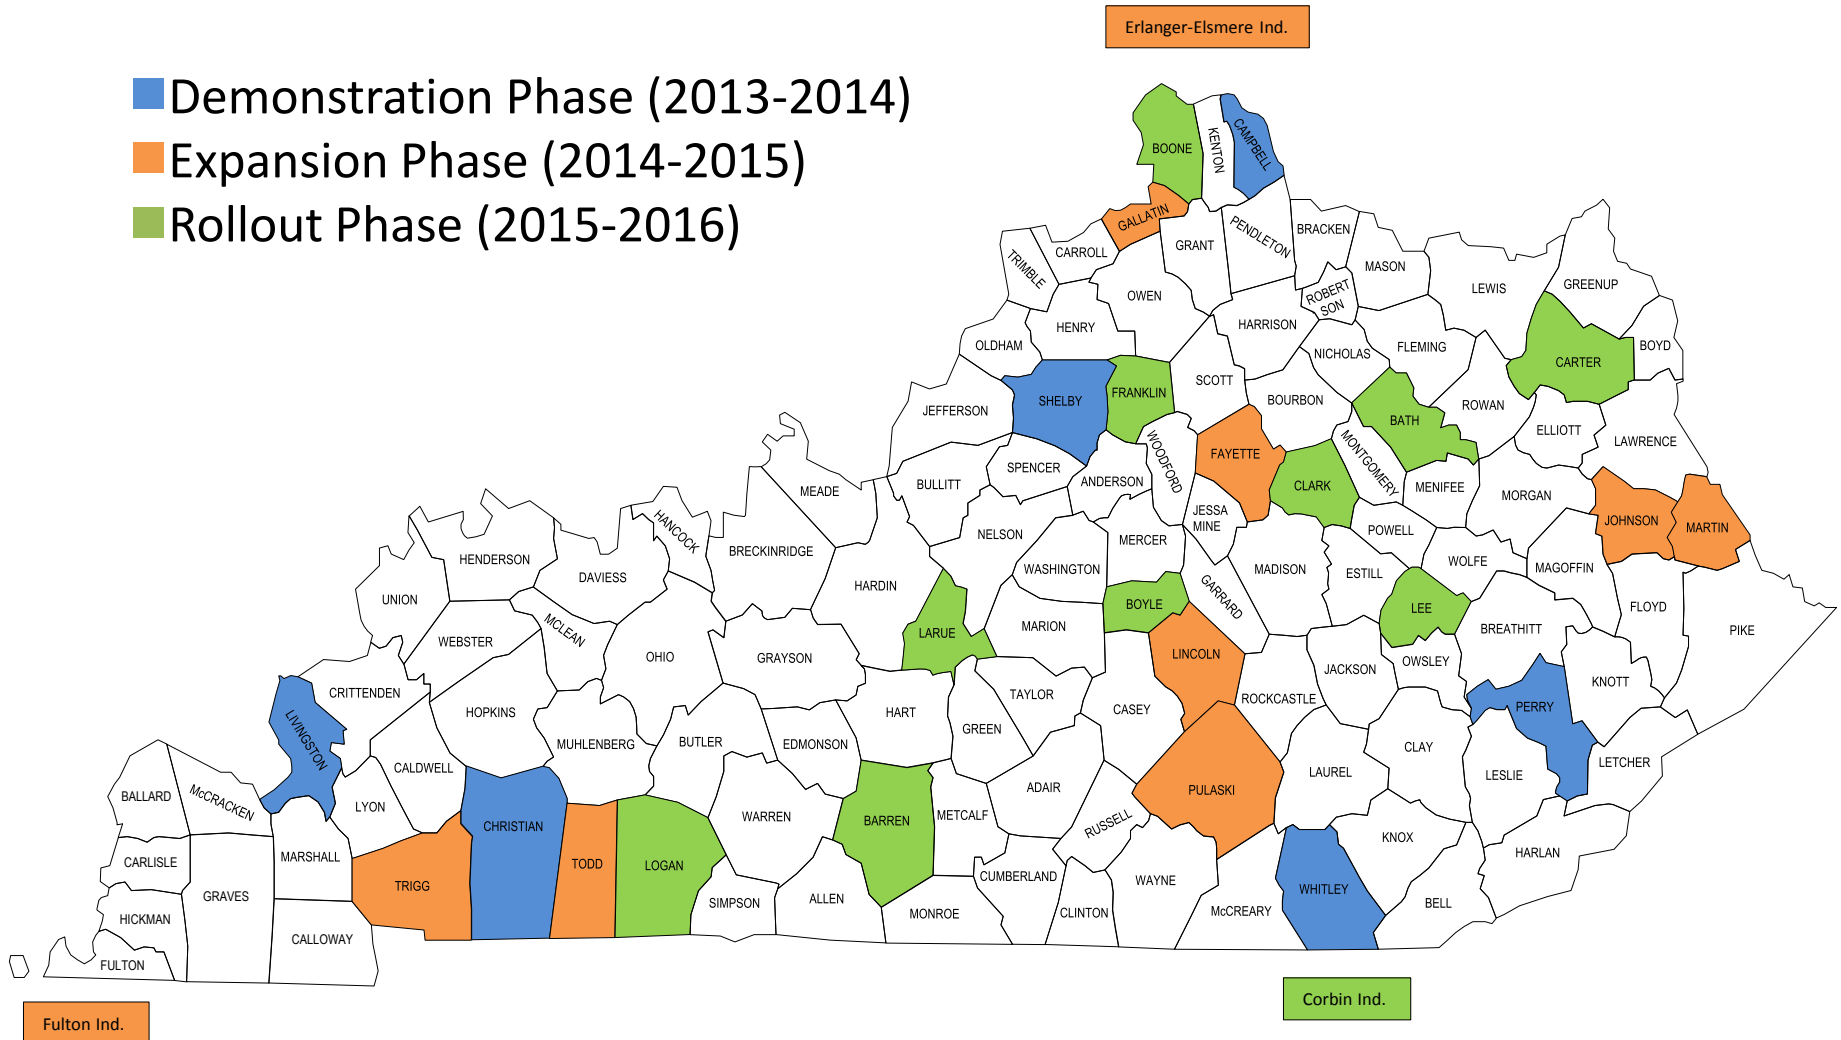 Erlanger-Elsmere Ind.
Demonstration Phase (2013-2014)
Expansion Phase (2014-2015)
Rollout Phase (2015-2016)
BOONE
KENTON
CAMPBELL
GALLATIN
CARROLL
TRIMBLE
GRANT
PENDLETON
BRACKEN
MASON
ROBERT
SON
LEWIS
GREENUP
OWEN
HENRY
HARRISON
OLDHAM
NICHOLAS
FLEMING
BOYD
CARTER
SHELBY
FRANKLIN
SCOTT
BOURBON
JEFFERSON
ROWAN
BATH
ELLIOTT
LAWRENCE
WOODFORD
FAYETTE
MONTGOMERY
SPENCER
ANDERSON
BULLITT
CLARK
MENIFEE
MORGAN
MEADE
JESSA
MINE
JOHNSON
MARTIN
HANCOCK
NELSON
MERCER
POWELL
BRECKINRIDGE
HENDERSON
DAVIESS
HARDIN
WASHINGTON
MADISON
ESTILL
WOLFE
MAGOFFIN
UNION
GARRARD
BOYLE
LEE
FLOYD
MCLEAN
WEBSTER
LARUE
MARION
BREATHITT
PIKE
OHIO
GRAYSON
LINCOLN
JACKSON
OWSLEY
KNOTT
CRITTENDEN
TAYLOR
ROCKCASTLE
HOPKINS
HART
CASEY
PERRY
LIVINGSTON
MUHLENBERG
BUTLER
EDMONSON
GREEN
CLAY
LETCHER
CALDWELL
LAUREL
LESLIE
BALLARD
McCRACKEN
LYON
ADAIR
PULASKI
CHRISTIAN
WARREN
BARREN
METCALF
RUSSELL
KNOX
CARLISLE
MARSHALL
TODD
LOGAN
HARLAN
TRIGG
CUMBERLAND
WAYNE
WHITLEY
GRAVES
SIMPSON
ALLEN
MONROE
CLINTON
McCREARY
BELL
HICKMAN
CALLOWAY
FULTON
Corbin Ind.
Fulton Ind.